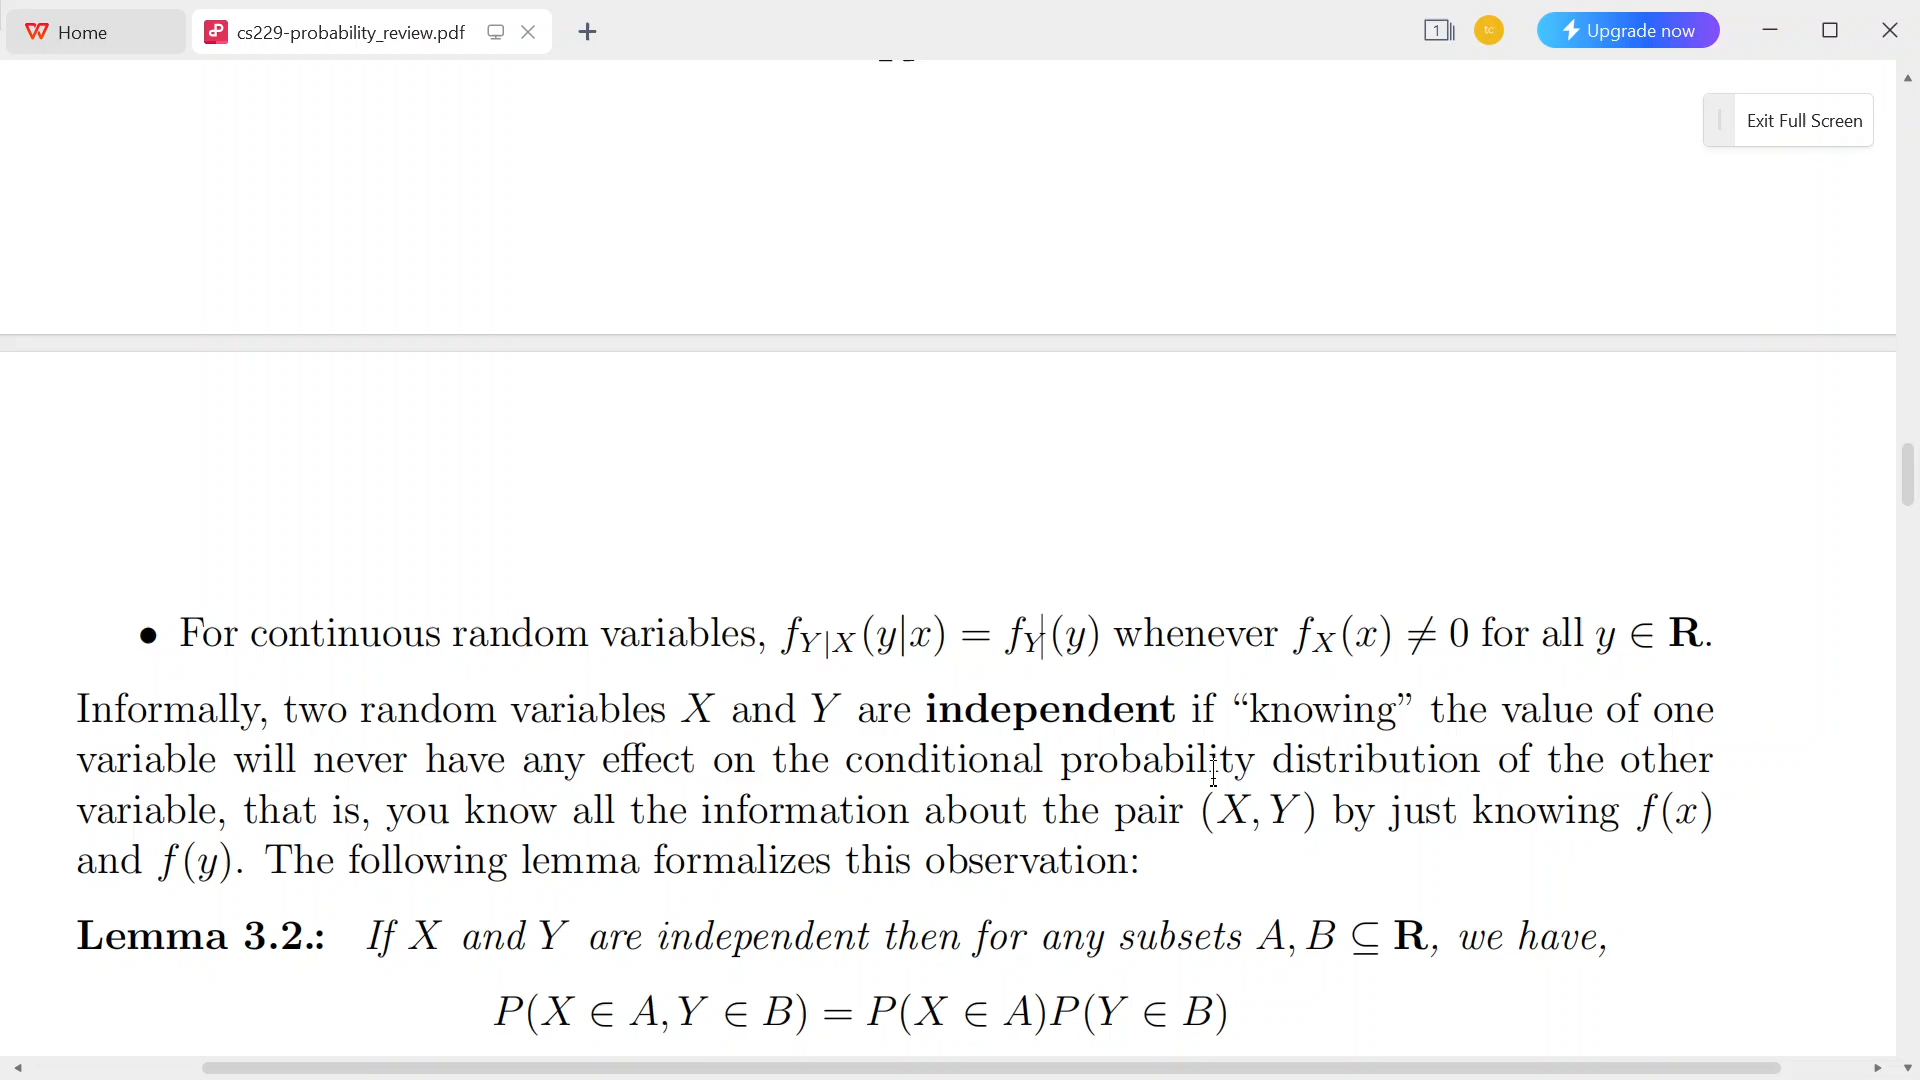 Home
cs229-probability_review.pdf
1
tc
Upgrade now
Exit Full Screen
• For continuous random variables, f_{Y|X}(y|x) = f_Y(y) whenever f_X(x) ≠ 0 for all y ∈ R.
Informally, two random variables X and Y are independent if “knowing” the value of one
variable will never have any effect on the conditional probability distribution of the other
variable, that is, you know all the information about the pair (X, Y) by just knowing f(x)
and f(y). The following lemma formalizes this observation:
Lemma 3.2.: If X and Y are independent then for any subsets A, B ⊆ R, we have,
P(X ∈ A, Y ∈ B) = P(X ∈ A)P(Y ∈ B)